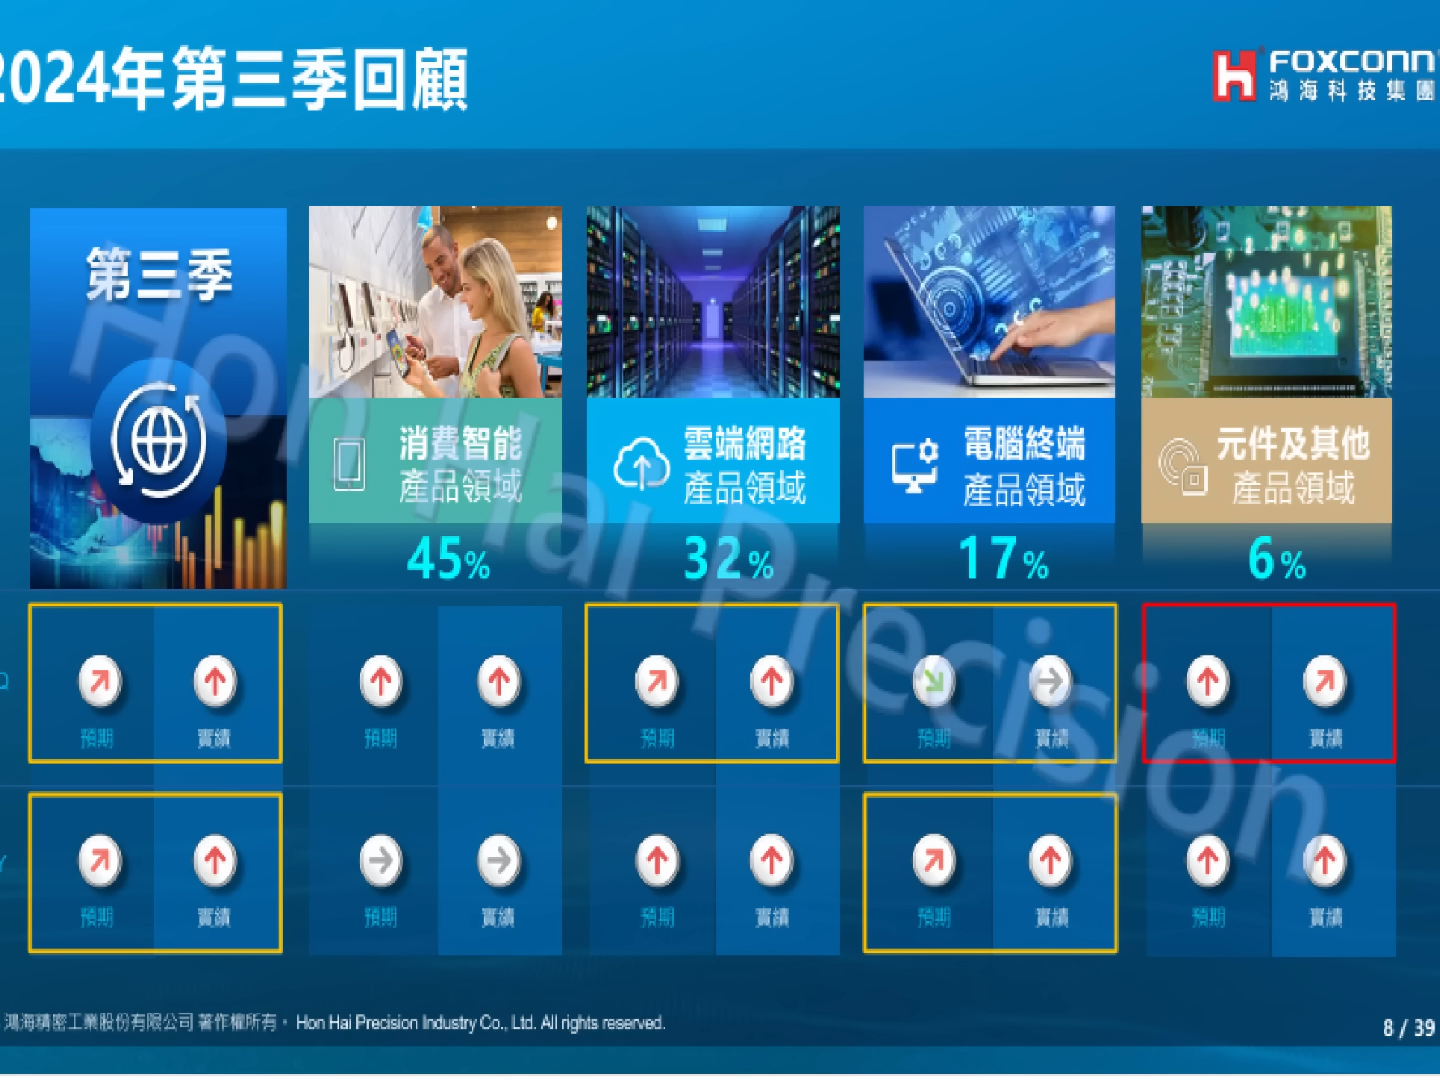 2024年第三季回顧
FOXCONN
鴻海科技集團
第三季
消費智能
產品領域
雲端網路
產品領域
電腦終端
產品領域
元件及其他
產品領域
45%
32%
17%
6%
Q
預期 實績 預期 實績 預期 實績 預期 實績 預期 實績
Y
預期 實績 預期 實績 預期 實績 預期 實績 預期 實績
鴻海精密工業股份有限公司 著作權所有。 Hon Hai Precision Industry Co., Ltd. All rights reserved.
8 / 39
Hon Hai Precision